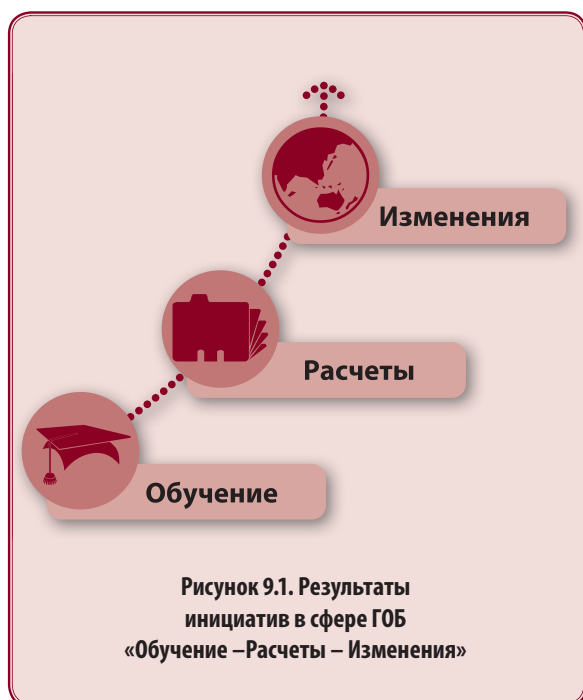 Изменения
Расчеты
Обучение
Рисунок 9.1. Результаты
инициатив в сфере ГОБ
«Обучение –Расчеты – Изменения»